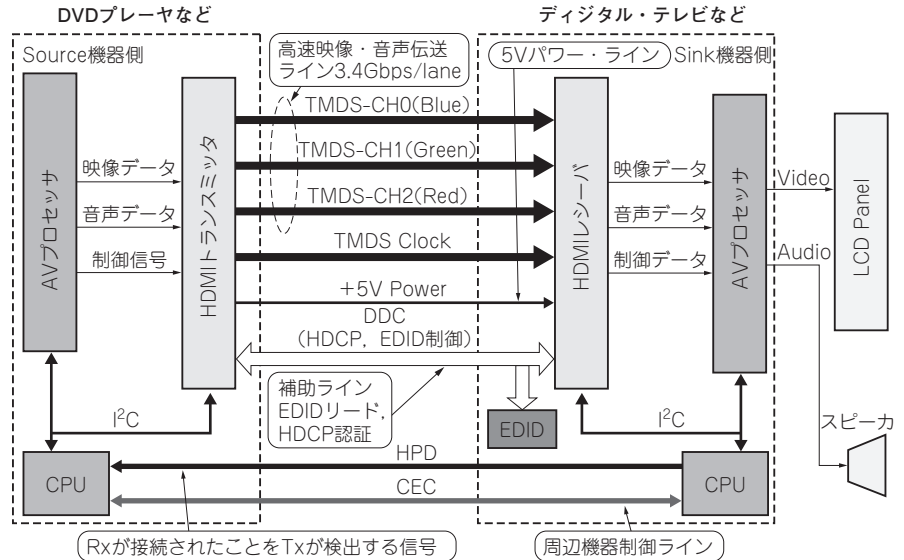 DVDプレーヤなど
ディジタル・テレビなど
Source機器側
高速映像・音声伝送
ライン3.4Gbps/lane
5Vパワー・ライン
Sink機器側
TMDS-CH0(Blue)
TMDS-CH1(Green)
TMDS-CH2(Red)
TMDS Clock
+5V Power
DDC
(HDCP,EDID制御)
AVプロセッサ
映像データ
音声データ
制御信号
HDMIトランスミッタ
HDMIレシーバ
映像データ
音声データ
制御データ
AVプロセッサ
Video
Audio
LCD Panel
補助ライン
EDIDリード,
HDCP認証
EDID
I²C
I²C
スピーカ
CPU
HPD
CEC
CPU
Rxが接続されたことをTxが検出する信号
周辺機器制御ライン